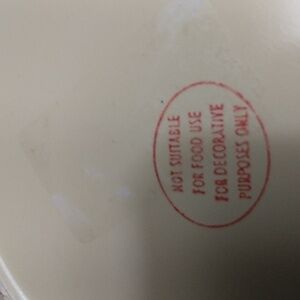 NOT SUITABLE
FOR FOOD USE
FOR DECORATIVE
PURPOSES ONLY